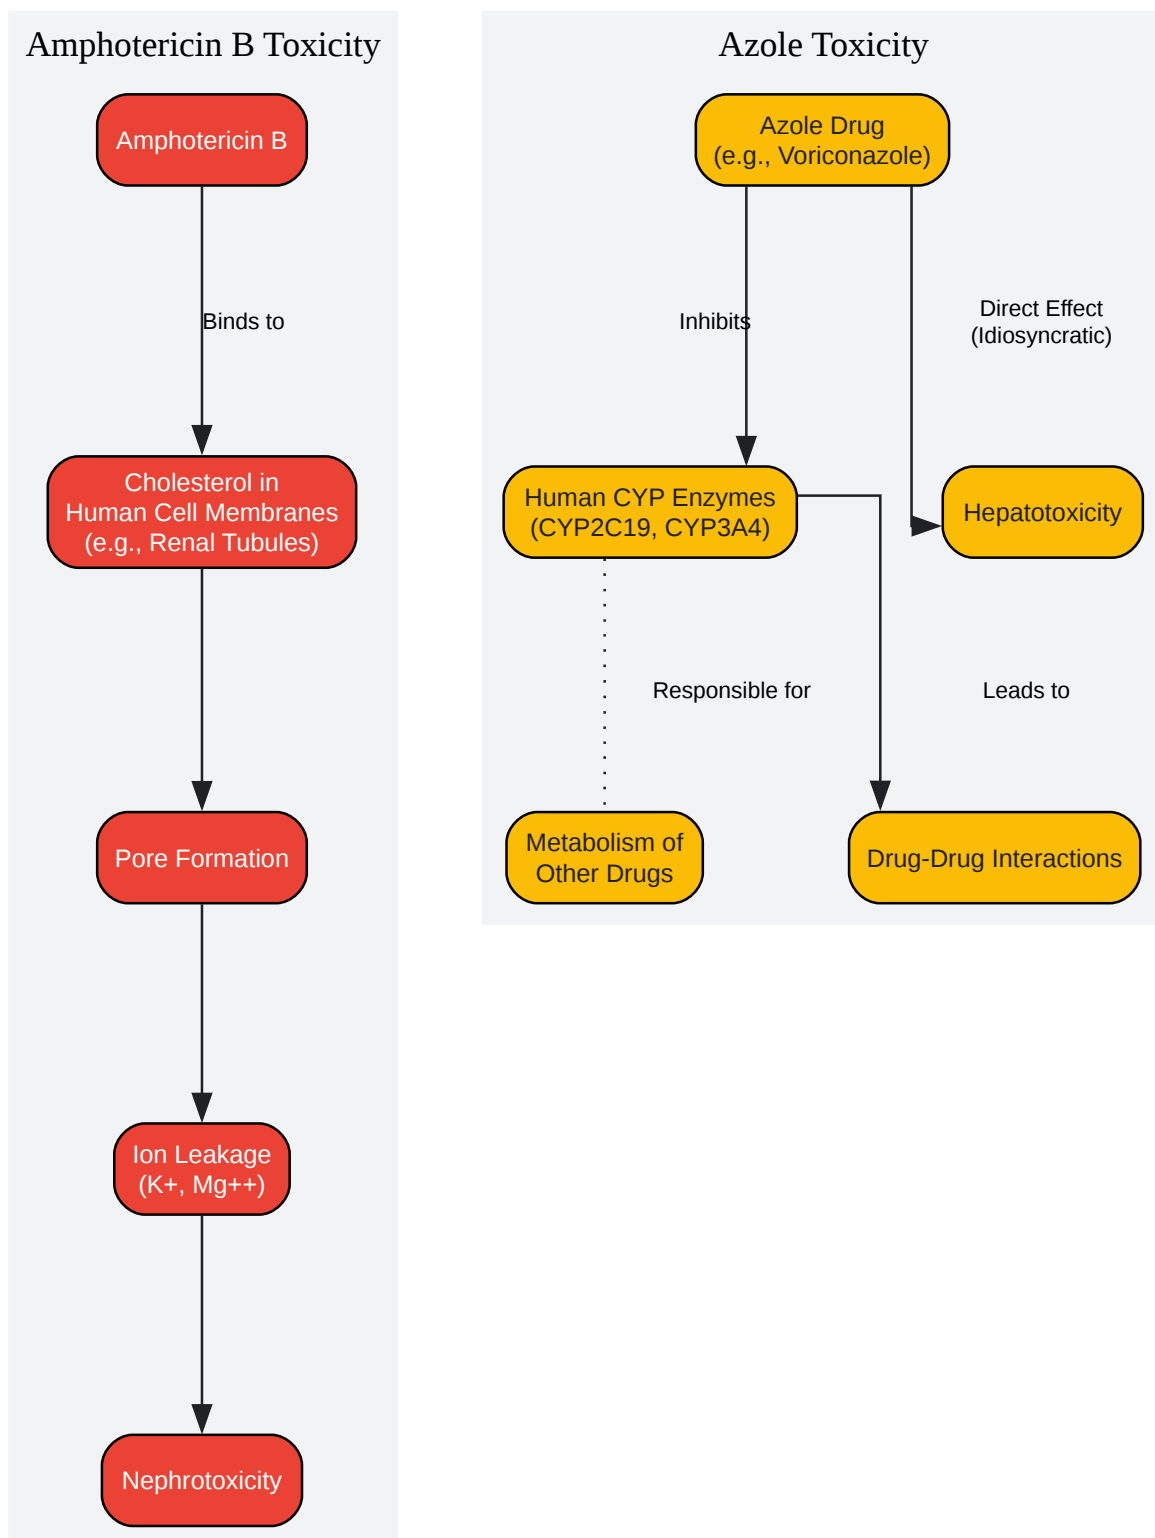 Amphotericin B Toxicity
Amphotericin B
Binds to
Cholesterol in
Human Cell Membranes
(e.g., Renal Tubules)
Pore Formation
Ion Leakage
(K+, Mg++)
Nephrotoxicity
Azole Toxicity
Azole Drug
(e.g., Voriconazole)
Inhibits
Direct Effect
(Idiosyncratic)
Human CYP Enzymes
(CYP2C19, CYP3A4)
Hepatotoxicity
Responsible for
Leads to
Metabolism of
Other Drugs
Drug-Drug Interactions